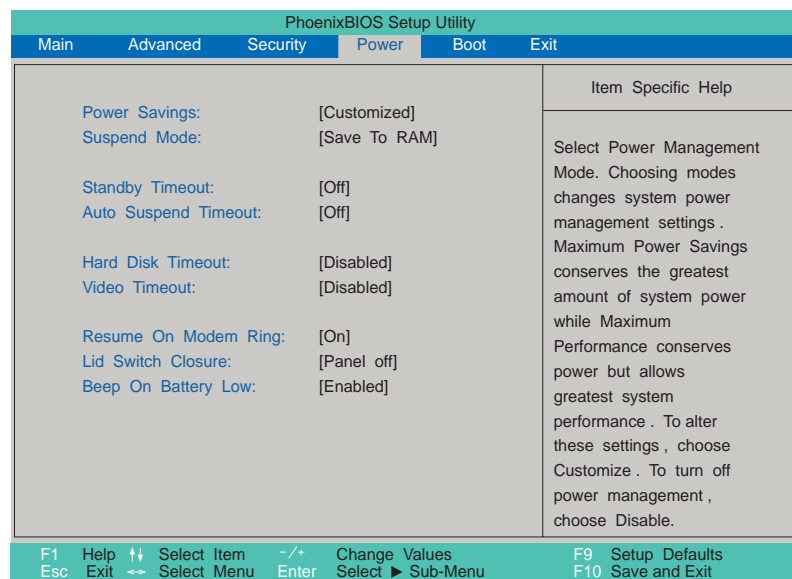 PhoenixBIOS Setup Utility
Main Advanced Security Power Boot Exit
Power Savings: [Customized]
Suspend Mode: [Save To RAM]
Standby Timeout: [Off]
Auto Suspend Timeout: [Off]
Hard Disk Timeout: [Disabled]
Video Timeout: [Disabled]
Resume On Modem Ring: [On]
Lid Switch Closure: [Panel off]
Beep On Battery Low: [Enabled]
Item Specific Help
Select Power Management
Mode. Choosing modes
changes system power
management settings .
Maximum Power Savings
conserves the greatest
amount of system power
while Maximum
Performance conserves
power but allows
greatest system
performance . To alter
these settings , choose
Customize . To turn off
power management ,
choose Disable.
F1 Help ↑↓ Select Item -/+ Change Values F9 Setup Defaults
Esc Exit ↔ Select Menu Enter Select ▶ Sub-Menu F10 Save and Exit